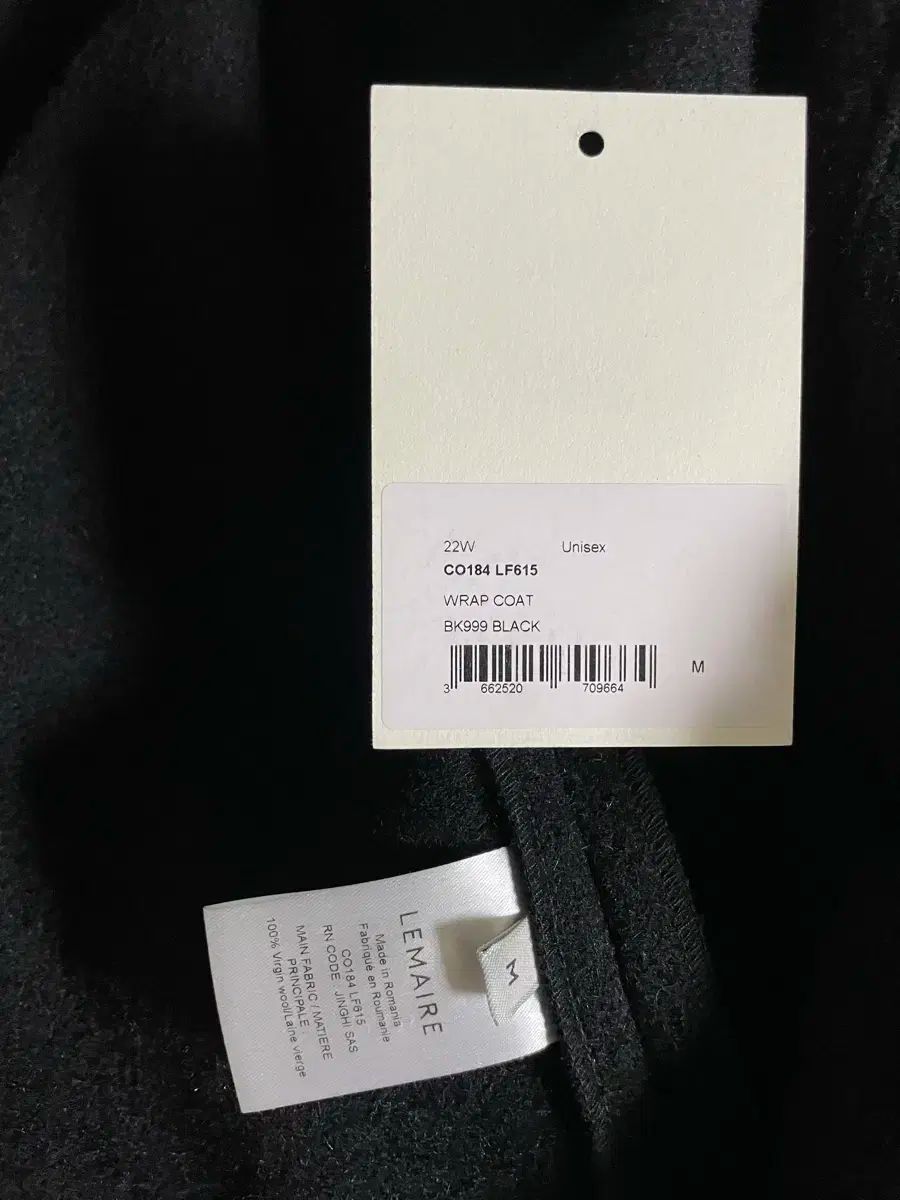 22W Unisex
CO184 LF615
WRAP COAT
BK999 BLACK
3 662520 709664
M
M
LEMAIRE
Made in Romania
Fabriqué en Roumanie
CO184 LF615
RN CODE : JINGHI SAS
MAIN FABRIC / MATIERE
PRINCIPALE :
100% Virgin wool/Laine vierge